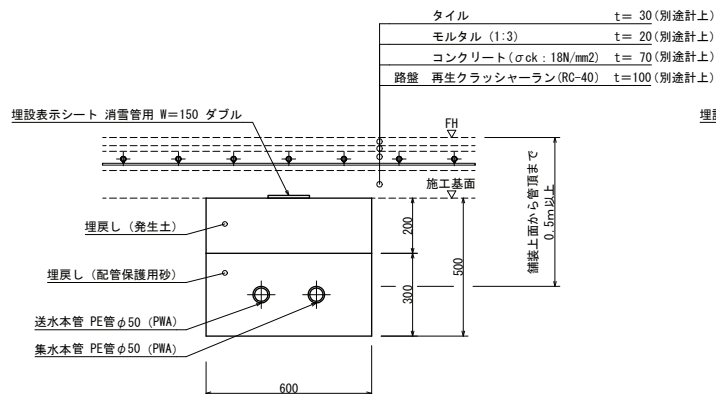 タイル t= 30(別途計上)
モルタル (1:3) t= 20(別途計上)
コンクリート(σck : 18N/mm2) t= 70(別途計上)
路盤 再生クラッシャーラン(RC-40) t=100(別途計上)
埋設表示シート 消雪管用 W=150 ダブル
FH
埋設
施工基面
舗装上面から管頂まで
0.5m以上
埋戻し (発生土)
200
500
埋戻し (配管保護用砂)
300
送水本管 PE管φ50 (PWA)
集水本管 PE管φ50 (PWA)
600